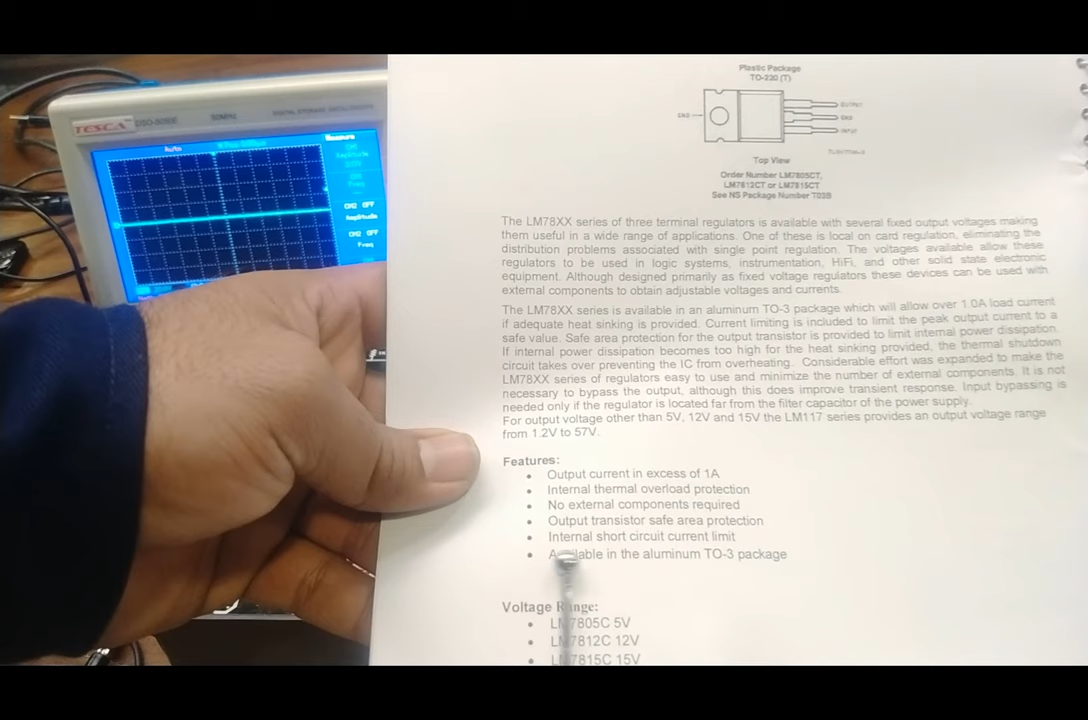 TESCA
50MHz
DIGITAL STORAGE OSCILLOSCOPE
Auto
Measure
CH1
Amplitude
Freq
CH2 OFF
Amplitude
CH2 OFF
Freq
Plastic Package
TO-220 (T)
GND
OUTPUT
GND
INPUT
Top View
Order Number LM7805CT,
LM7812CT or LM7815CT
See NS Package Number T03B
The LM78XX series of three terminal regulators is available with several fixed output voltages making
them useful in a wide range of applications. One of these is local on card regulation, eliminating the
distribution problems associated with single point regulation. The voltages available allow these
regulators to be used in logic systems, instrumentation, HiFi, and other solid state electronic
equipment. Although designed primarily as fixed voltage regulators these devices can be used with
external components to obtain adjustable voltages and currents.
The LM78XX series is available in an aluminum TO-3 package which will allow over 1.0A load current
if adequate heat sinking is provided. Current limiting is included to limit the peak output current to a
safe value. Safe area protection for the output transistor is provided to limit internal power dissipation.
If internal power dissipation becomes too high for the heat sinking provided, the thermal shutdown
circuit takes over preventing the IC from overheating. Considerable effort was expanded to make the
LM78XX series of regulators easy to use and minimize the number of external components. It is not
necessary to bypass the output, although this does improve transient response. Input bypassing is
needed only if the regulator is located far from the filter capacitor of the power supply.
For output voltage other than 5V, 12V and 15V the LM117 series provides an output voltage range
from 1.2V to 57V.
Features:
• Output current in excess of 1A
• Internal thermal overload protection
• No external components required
• Output transistor safe area protection
• Internal short circuit current limit
• Available in the aluminum TO-3 package
Voltage Range:
• LM7805C 5V
• LM7812C 12V
• LM7815C 15V